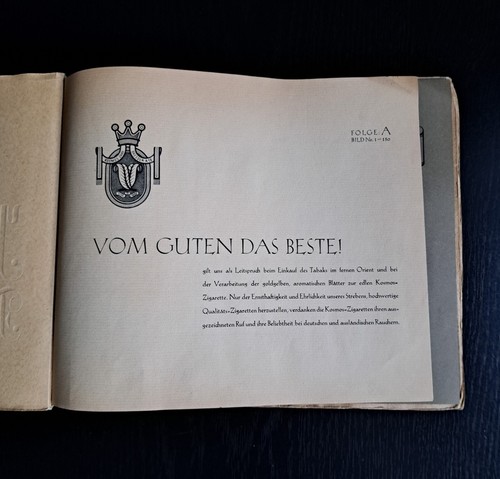 FOLGE: A
BILD No. 1 – 150
VOM GUTEN DAS BESTE!
gilt uns als Leitspruch beim Einkauf des Tabaks im fernen Orient und bei
der Verarbeitung der goldgelben, aromatischen Blätter zur edlen Kosmos=
Zigarette. Nur der Ernsthaftigkeit und Ehrlichkeit unseres Strebens, hochwertige
Qualitäts=Zigaretten herzustellen, verdanken die Kosmos=Zigaretten ihren aus=
gezeichneten Ruf und ihre Beliebtheit bei deutschen und ausländischen Rauchern.